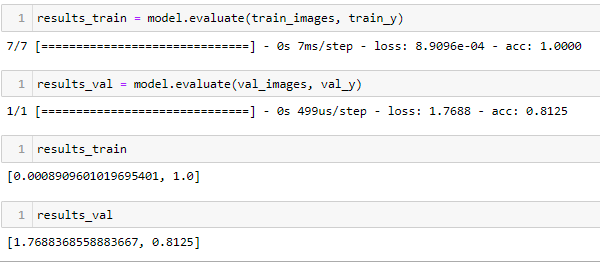 1 results_train = model.evaluate(train_images, train_y)
7/7 [==============================] - 0s 7ms/step - loss: 8.9096e-04 - acc: 1.0000
1 results_val = model.evaluate(val_images, val_y)
1/1 [==============================] - 0s 499us/step - loss: 1.7688 - acc: 0.8125
1 results_train
[0.0008909601019695401, 1.0]
1 results_val
[1.7688368558883667, 0.8125]